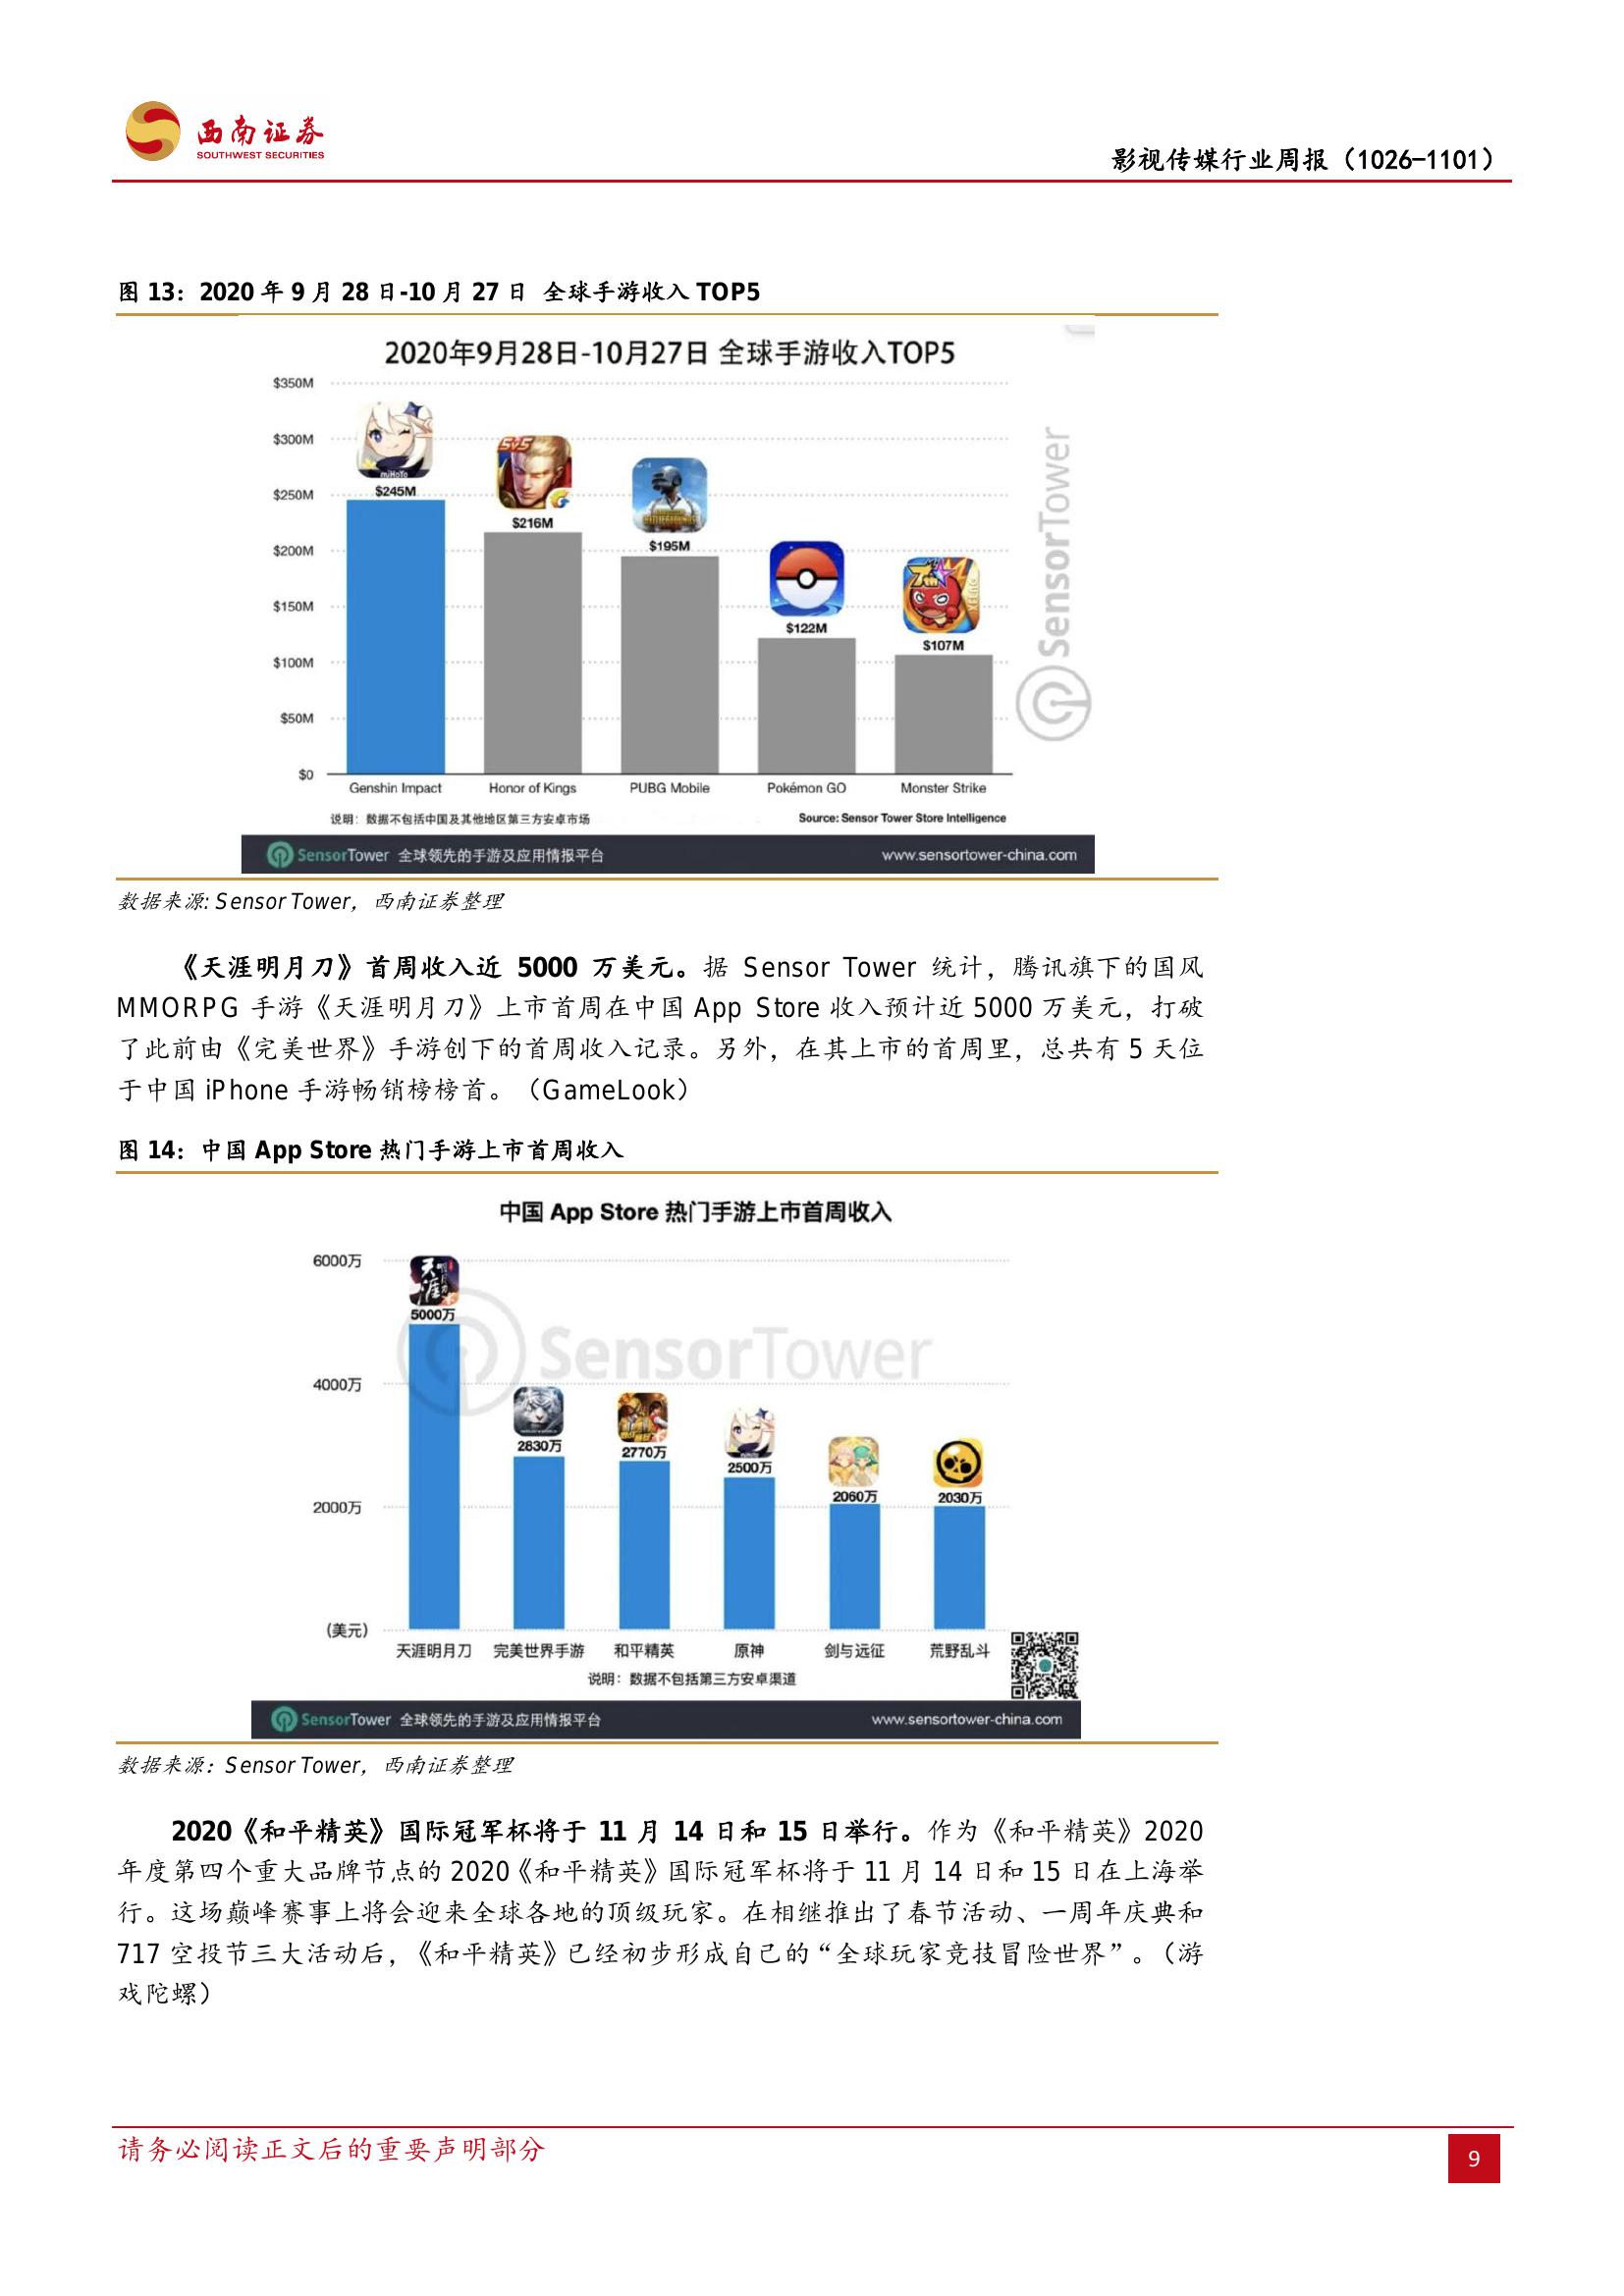 西南证券
SOUTHWEST SECURITIES
影视传媒行业周报（1026-1101）
图 13：2020 年 9 月 28 日-10 月 27 日 全球手游收入 TOP5
2020年9月28日-10月27日 全球手游收入TOP5
$350M
$300M
$250M
$200M
$150M
$100M
$50M
$0
miHoYo
5v5
$245M
$216M
$195M
$122M
$107M
Genshin Impact
Honor of Kings
PUBG Mobile
Pokémon GO
Monster Strike
SensorTower
说明：数据不包括中国及其他地区第三方安卓市场
Source: Sensor Tower Store Intelligence
SensorTower 全球领先的手游及应用情报平台
www.sensortower-china.com
数据来源: Sensor Tower，西南证券整理
《天涯明月刀》首周收入近 5000 万美元。据 Sensor Tower 统计，腾讯旗下的国风
MMORPG 手游《天涯明月刀》上市首周在中国 App Store 收入预计近 5000 万美元，打破
了此前由《完美世界》手游创下的首周收入记录。另外，在其上市的首周里，总共有 5 天位
于中国 iPhone 手游畅销榜榜首。（GameLook）
图 14：中国 App Store 热门手游上市首周收入
中国 App Store 热门手游上市首周收入
6000万
4000万
2000万
(美元)
天涯
5000万
2830万
2770万
2500万
2060万
2030万
SensorTower
天涯明月刀
完美世界手游
和平精英
原神
剑与远征
荒野乱斗
说明：数据不包括第三方安卓渠道
SensorTower 全球领先的手游及应用情报平台
www.sensortower-china.com
数据来源：Sensor Tower，西南证券整理
2020《和平精英》国际冠军杯将于 11 月 14 日和 15 日举行。作为《和平精英》2020
年度第四个重大品牌节点的 2020《和平精英》国际冠军杯将于 11 月 14 日和 15 日在上海举
行。这场巅峰赛事上将会迎来全球各地的顶级玩家。在相继推出了春节活动、一周年庆典和
717 空投节三大活动后，《和平精英》已经初步形成自己的“全球玩家竞技冒险世界”。（游
戏陀螺）
请务必阅读正文后的重要声明部分
9